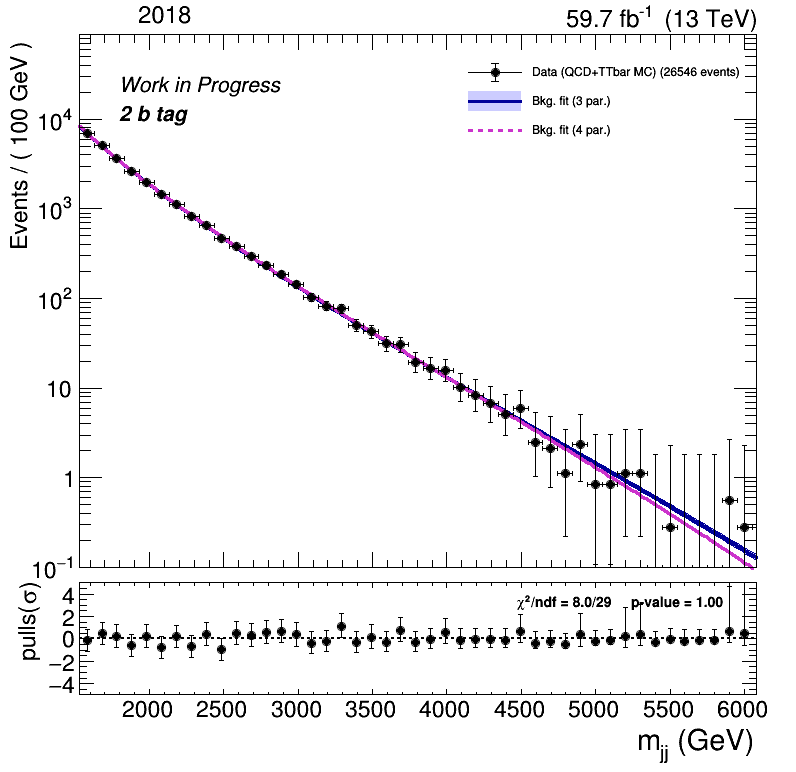 2018
59.7 fb⁻¹ (13 TeV)
Events / ( 100 GeV )
Work in Progress
2 b tag
Data (QCD+TTbar MC) (26546 events)
Bkg. fit (3 par.)
Bkg. fit (4 par.)
10⁴
10³
10²
10
1
10⁻¹
pulls(σ)
χ²/ndf = 8.0/29 p-value = 1.00
4
2
0
−2
−4
2000 2500 3000 3500 4000 4500 5000 5500 6000
m_jj (GeV)